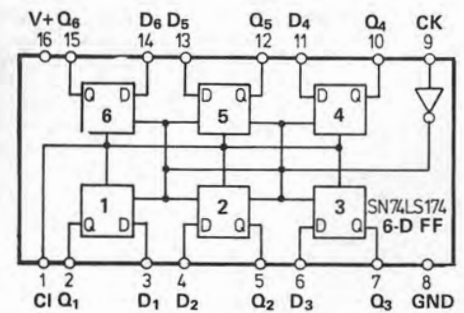 V+ Q6 D6 D5 Q5 D4 Q4 CK
16 15 14 13 12 11 10 9
Q D D Q D Q
6 5 4
1 2 3 SN74LS174
Q D D Q D Q 6-D FF
1 2 3 4 5 6 7 8
Cl Q1 D1 D2 Q2 D3 Q3 GND